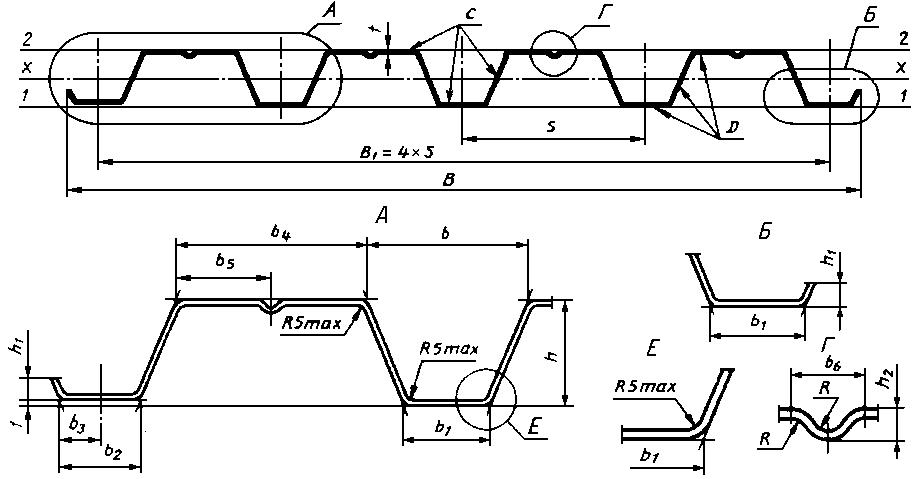 А t c Г Б
2 2
x x
1 1
s D
B₁ = 4 × S
B
А
b₄ b Б
b₅ h₁
R5max
R5max h b₁
h₁ Е Г
b₆ h₂
R5max R
1 b₃ b₁ Е R
b₂ b₁